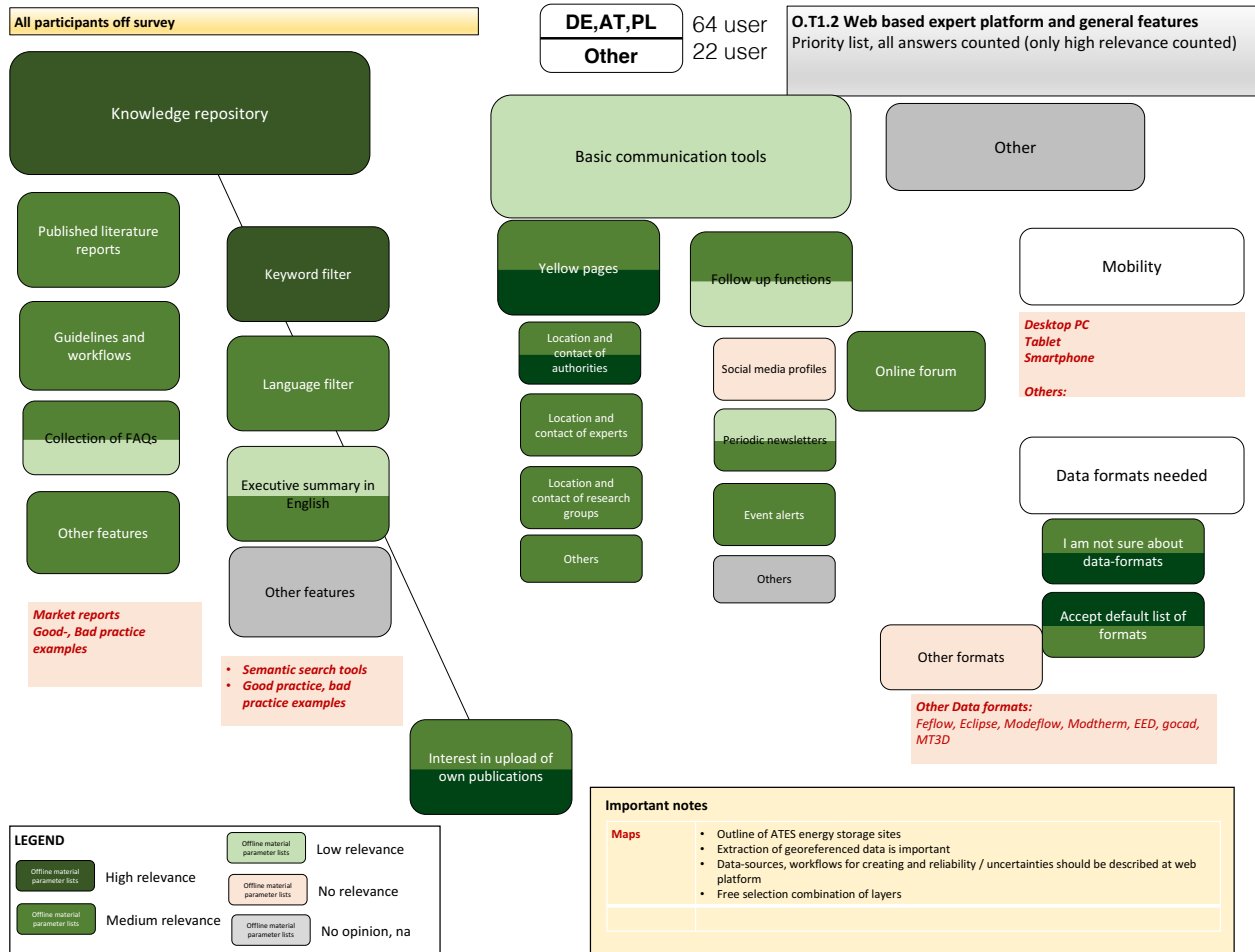 All participants off survey
DE,AT,PL
Other
64 user
22 user
O.T1.2 Web based expert platform and general features
Priority list, all answers counted (only high relevance counted)
Knowledge repository
Basic communication tools
Other
Published literature
reports
Guidelines and
workflows
Collection of FAQs
Other features
Market reports
Good-, Bad practice
examples
Keyword filter
Language filter
Executive summary in
English
Other features
• Semantic search tools
• Good practice, bad
practice examples
Interest in upload of
own publications
Yellow pages
Location and
contact of
authorities
Location and
contact of experts
Location and
contact of research
groups
Others
Follow up functions
Social media profiles
Periodic newsletters
Event alerts
Others
Online forum
Mobility
Desktop PC
Tablet
Smartphone
Others:
Data formats needed
I am not sure about
data-formats
Accept default list of
formats
Other formats
Other Data formats:
Feflow, Eclipse, Modeflow, Modtherm, EED, gocad,
MT3D
LEGEND
Offline material
parameter lists
High relevance
Offline material
parameter lists
Medium relevance
Offline material
parameter lists
Low relevance
Offline material
parameter lists
No relevance
Offline material
parameter lists
No opinion, na
Important notes
Maps
• Outline of ATES energy storage sites
• Extraction of georeferenced data is important
• Data-sources, workflows for creating and reliability / uncertainties should be described at web
platform
• Free selection combination of layers